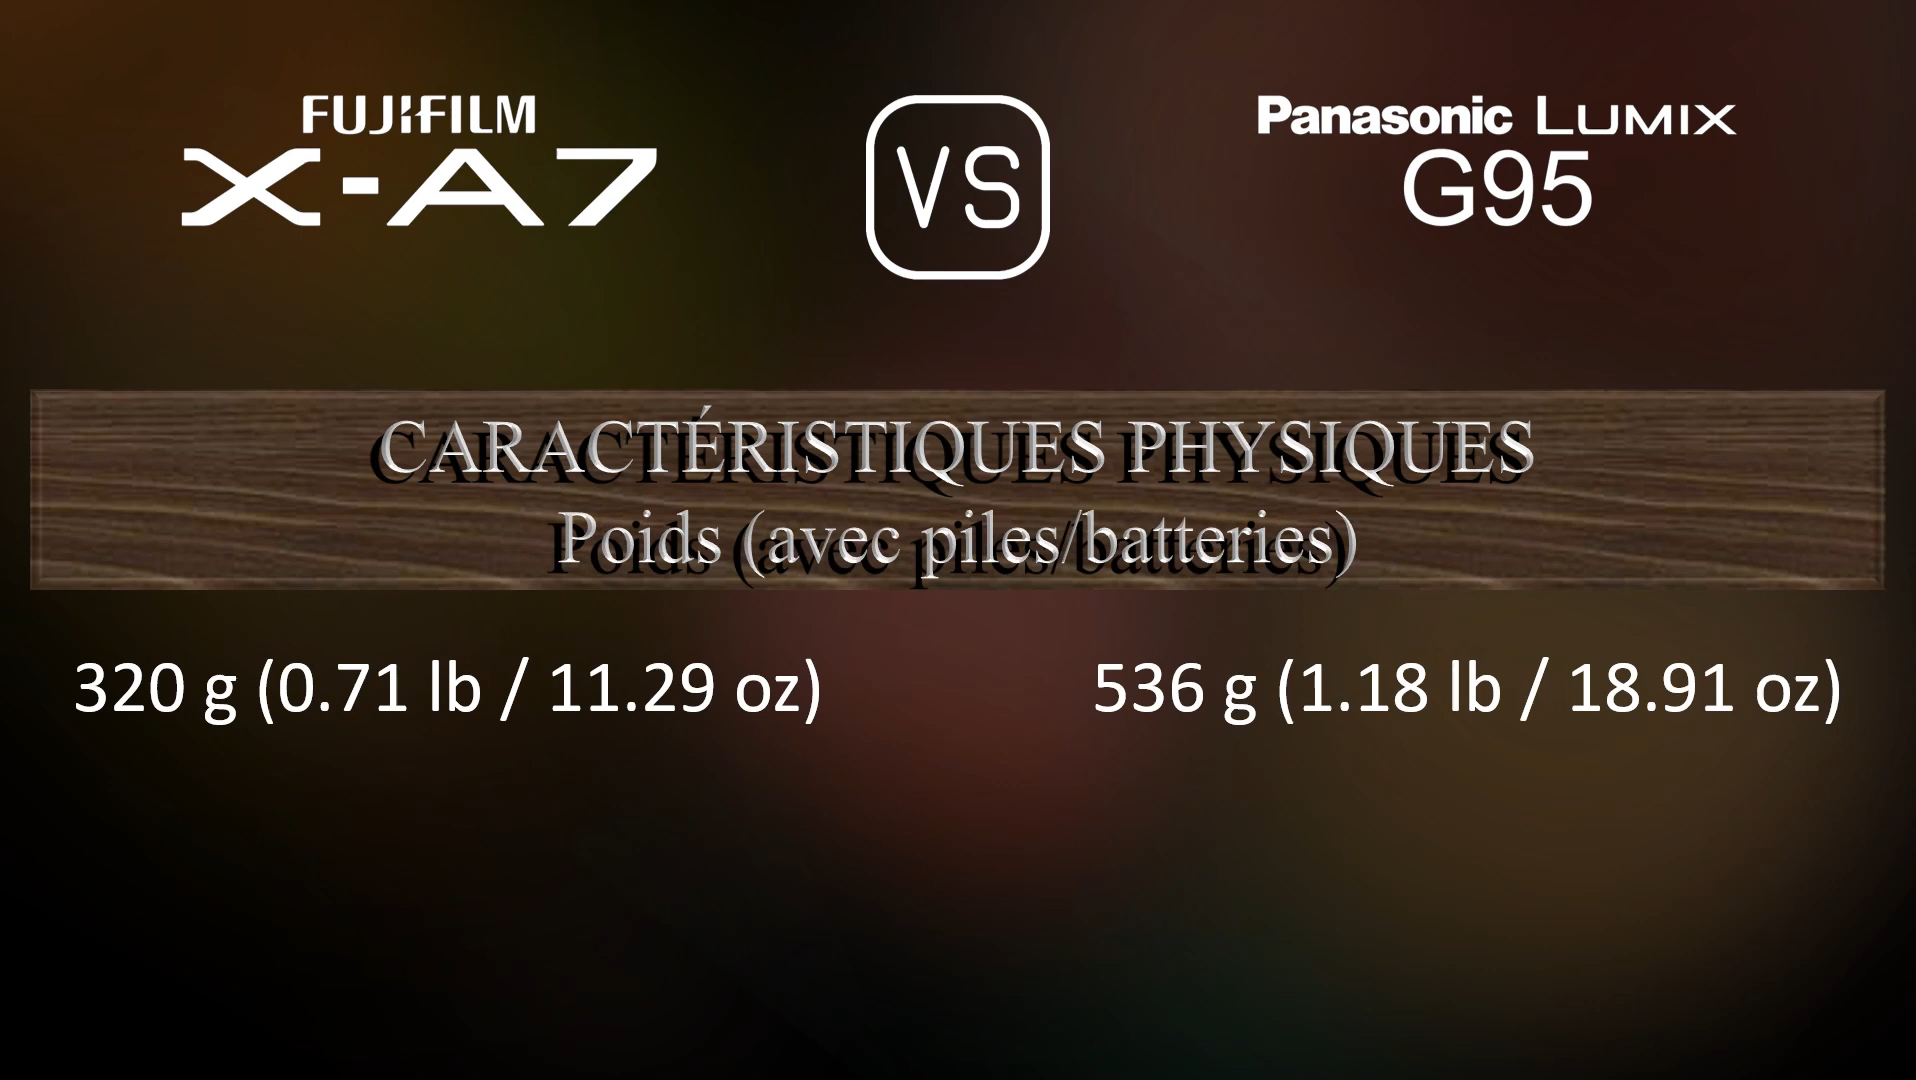 FUJIFILM
X-A7
VS
Panasonic LUMIX
G95
CARACTÉRISTIQUES PHYSIQUES
Poids (avec piles/batteries)
320 g (0.71 lb / 11.29 oz)
536 g (1.18 lb / 18.91 oz)